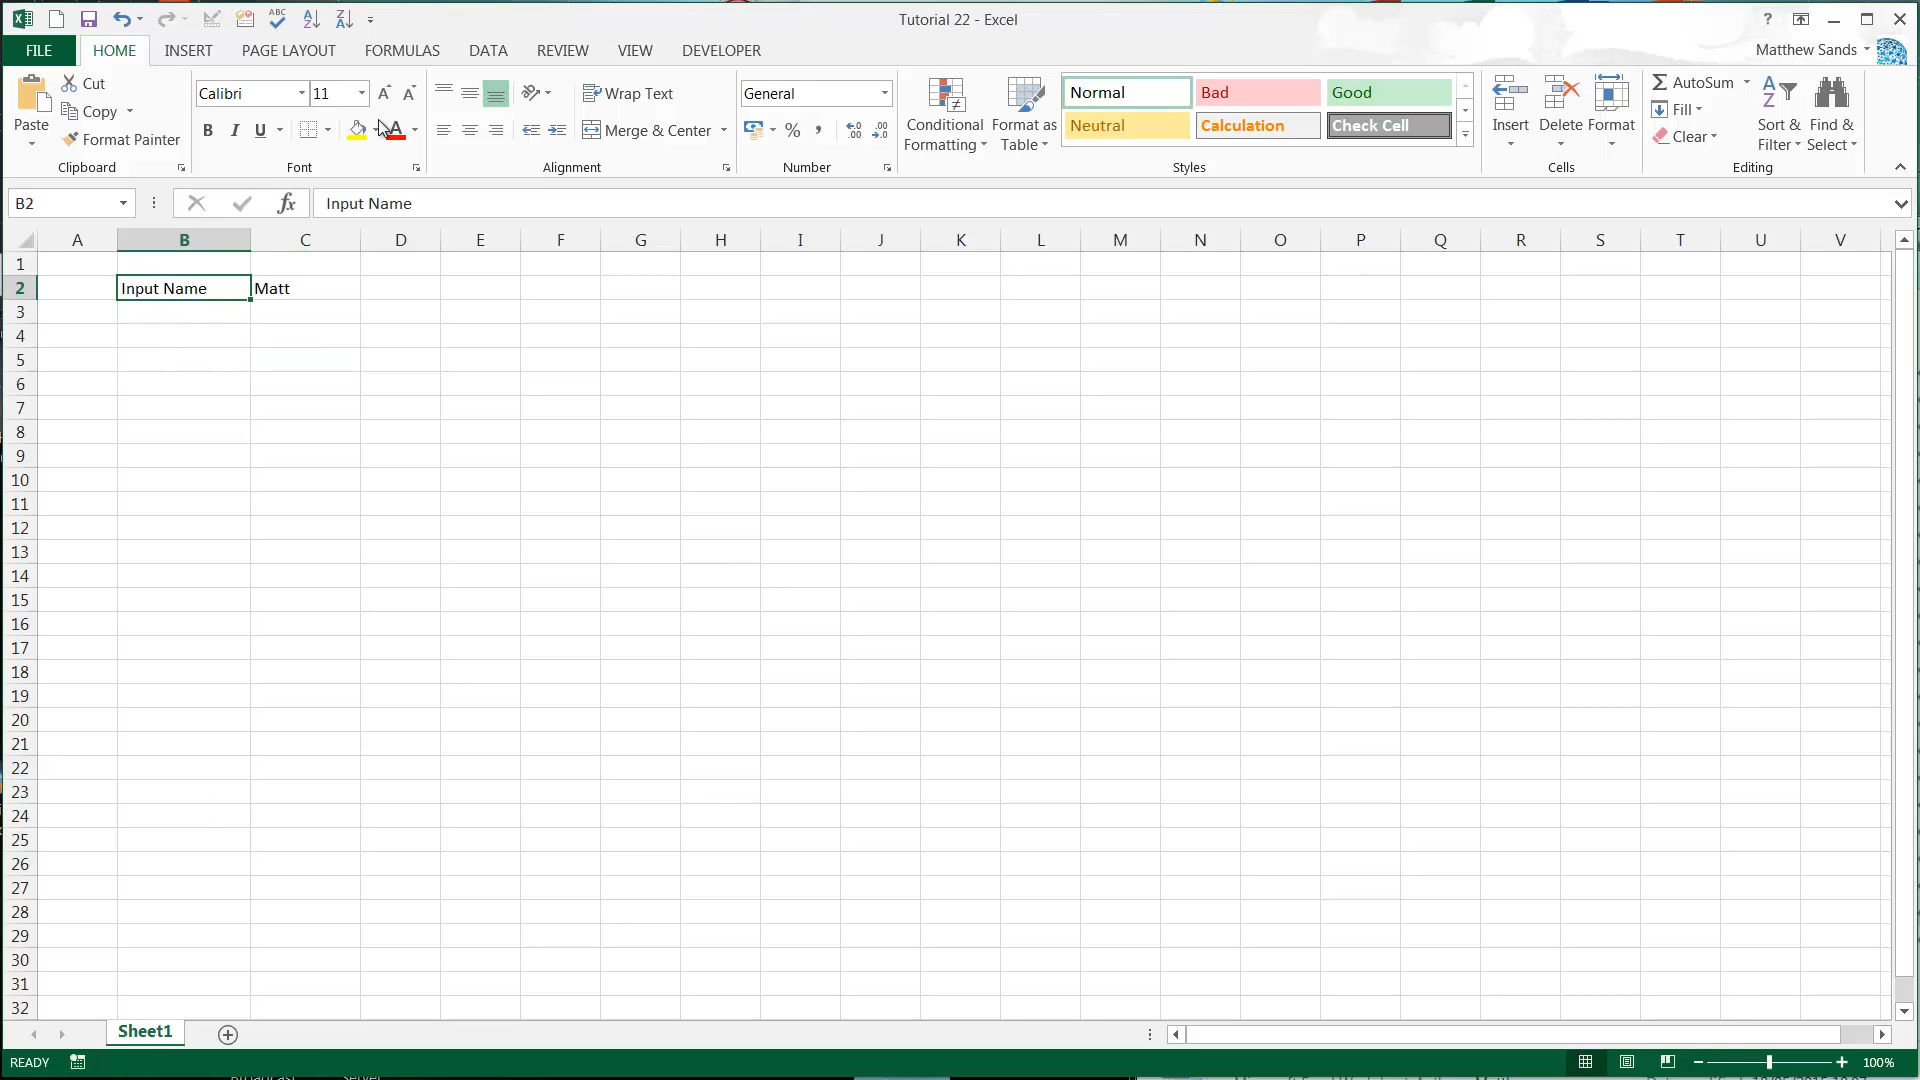 Tutorial 22 - Excel
FILE HOME INSERT PAGE LAYOUT FORMULAS DATA REVIEW VIEW DEVELOPER
Matthew Sands
Paste
Cut
Copy
Format Painter
Clipboard
Calibri 11
B I U
Font
Wrap Text
Merge & Center
Alignment
General
%
Number
Conditional Formatting
Format as Table
Normal Bad Good
Neutral Calculation Check Cell
Styles
Insert Delete Format
Cells
AutoSum
Fill
Clear
Sort & Filter
Find & Select
Editing
B2 fx Input Name
A B C D E F G H I J K L M N O P Q R S T U V
1
2 Input Name Matt
3
4
5
6
7
8
9
10
11
12
13
14
15
16
17
18
19
20
21
22
23
24
25
26
27
28
29
30
31
32
Sheet1
READY 100%